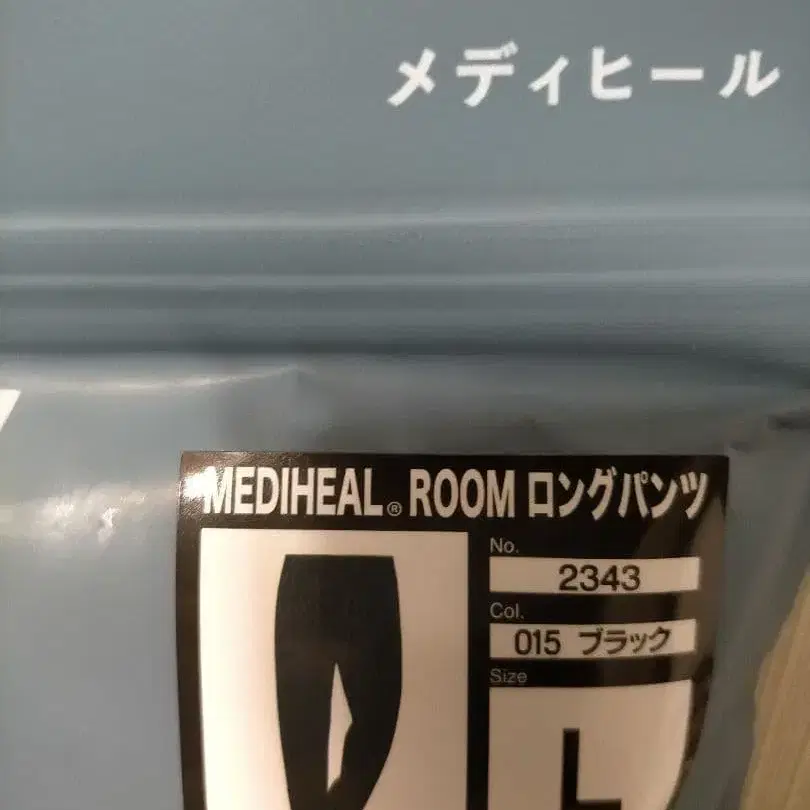 メディヒール
MEDIHEAL® ROOM ロングパンツ
No.
2343
Col.
015 ブラック
Size
L